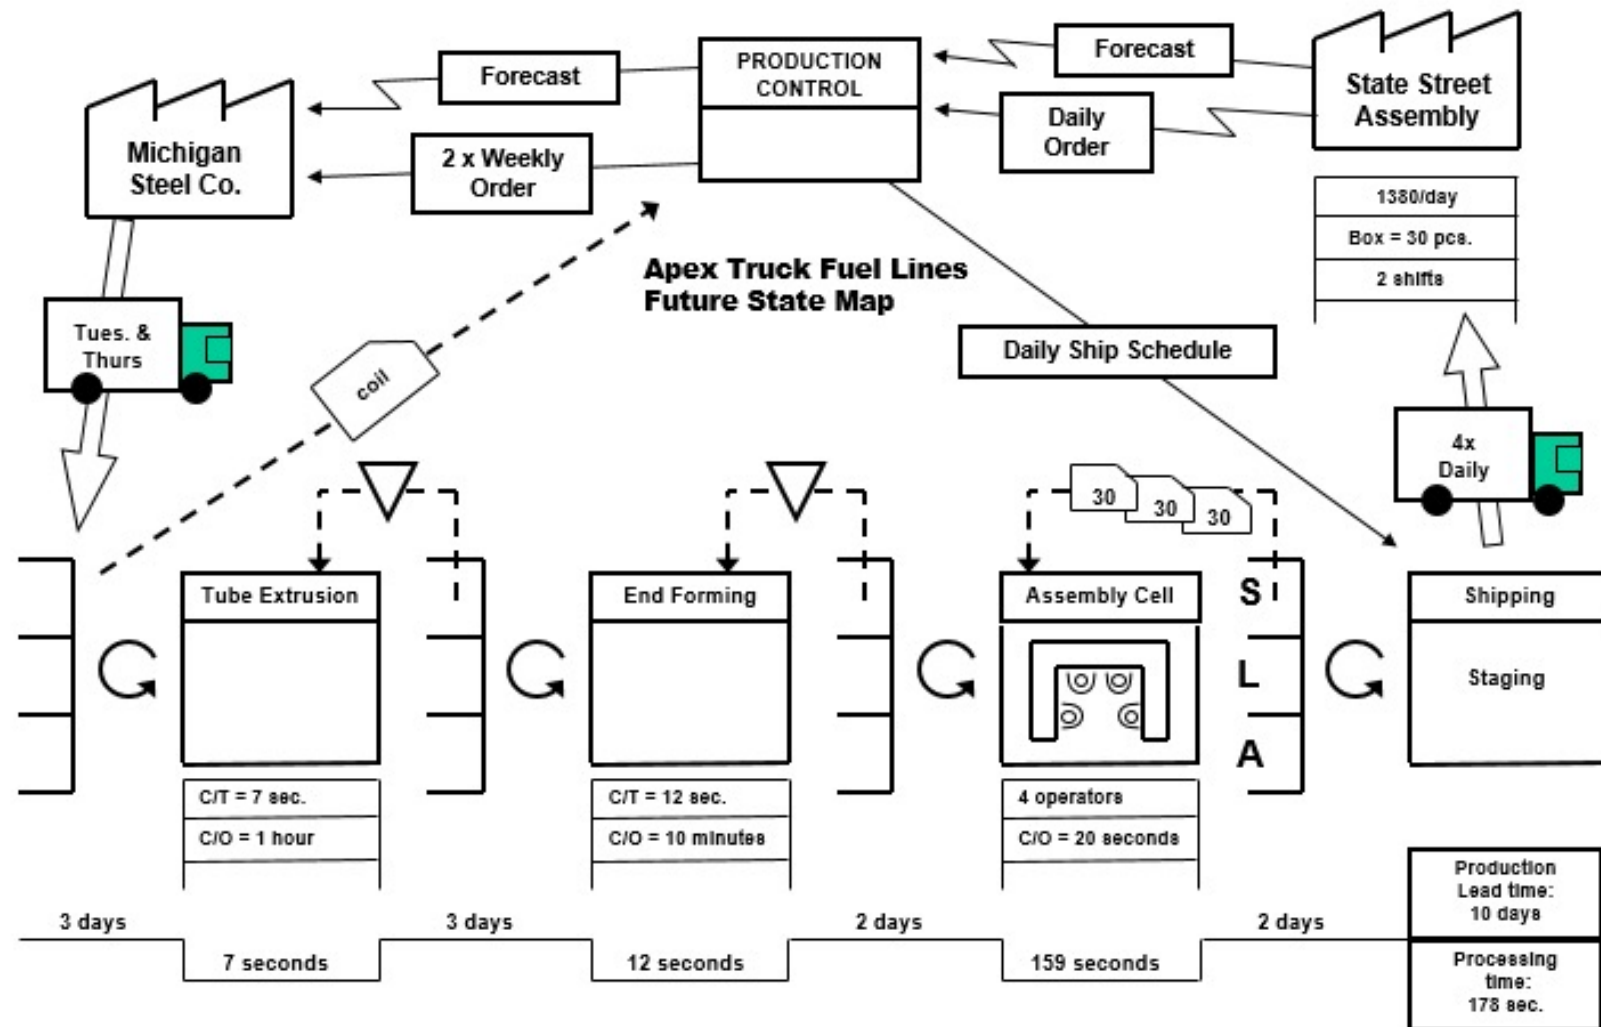 Forecast
PRODUCTION
CONTROL
Forecast
State Street
Assembly
Michigan
Steel Co.
2 x Weekly
Order
Daily
Order
1380/day
Box = 30 pcs.
2 shifts
Apex Truck Fuel Lines
Future State Map
Tues. &
Thurs
coil
Daily Ship Schedule
4x
Daily
30
30
30
Tube Extrusion
End Forming
Assembly Cell
S
L
A
Shipping
Staging
C/T = 7 sec.
C/O = 1 hour
C/T = 12 sec.
C/O = 10 minutes
4 operators
C/O = 20 seconds
3 days
7 seconds
3 days
12 seconds
2 days
159 seconds
2 days
Production
Lead time:
10 days
Processing
time:
178 sec.